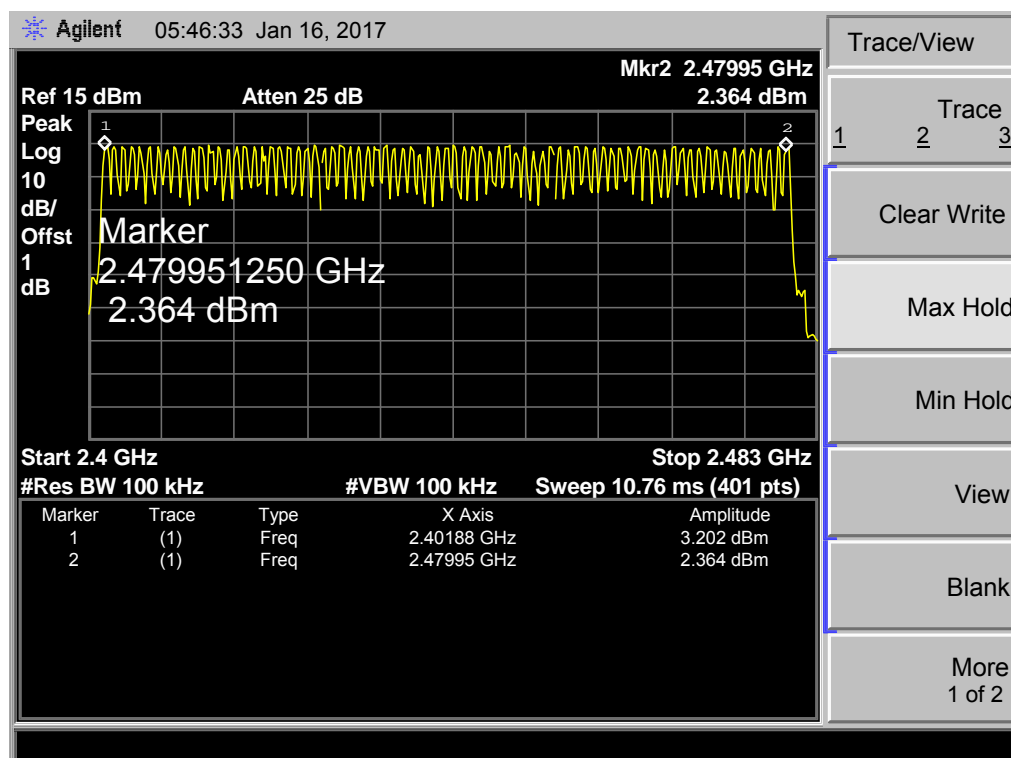 Agilent 05:46:33 Jan 16, 2017
Trace/View
Mkr2 2.47995 GHz
Ref 15 dBm Atten 25 dB 2.364 dBm
Peak
Log
10
dB/
Offst
1
dB
1
2
Marker
2.479951250 GHz
2.364 dBm
Start 2.4 GHz Stop 2.483 GHz
#Res BW 100 kHz #VBW 100 kHz Sweep 10.76 ms (401 pts)
Marker Trace Type X Axis Amplitude
1 (1) Freq 2.40188 GHz 3.202 dBm
2 (1) Freq 2.47995 GHz 2.364 dBm
Trace
1 2 3
Clear Write
Max Hold
Min Hold
View
Blank
More
1 of 2